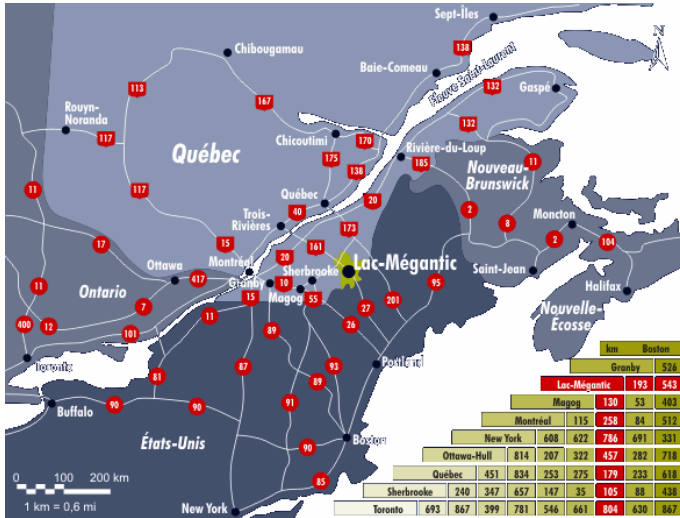 Sept-Îles
138
Chibougamau
Baie-Comeau
Fleuve Saint-Laurent
113
132
Gaspé
167
Rouyn-Noranda
117
Chicoutimi
170
132
Québec
175
138
Rivière-du-Loup
185
11
Nouveau-Brunswick
11
117
Québec
20
2
8
Moncton
Trois-Rivières
40
173
2
104
17
15
161
Montréal
20
Lac-Mégantic
Saint-Jean
Ottawa
417
Sherbrooke
95
Halifax
11
Ontario
Granby
10
Magog
Nouvelle-Écosse
7
15
55
27
201
400
12
101
11
89
26
Toronto
81
87
93
Portland
89
Buffalo
90
90
91
États-Unis
90
Boston
85
New York
0
100
200 km
1 km = 0,6 mi
km Boston
Granby 526
Lac-Mégantic 193 543
Magog 130 53 403
Montréal 115 258 84 512
New York 608 622 786 691 331
Ottawa-Hull 814 207 322 457 282 718
Québec 451 834 253 275 179 233 618
Sherbrooke 240 347 657 147 35 105 88 438
Toronto 693 867 399 781 546 661 804 630 867